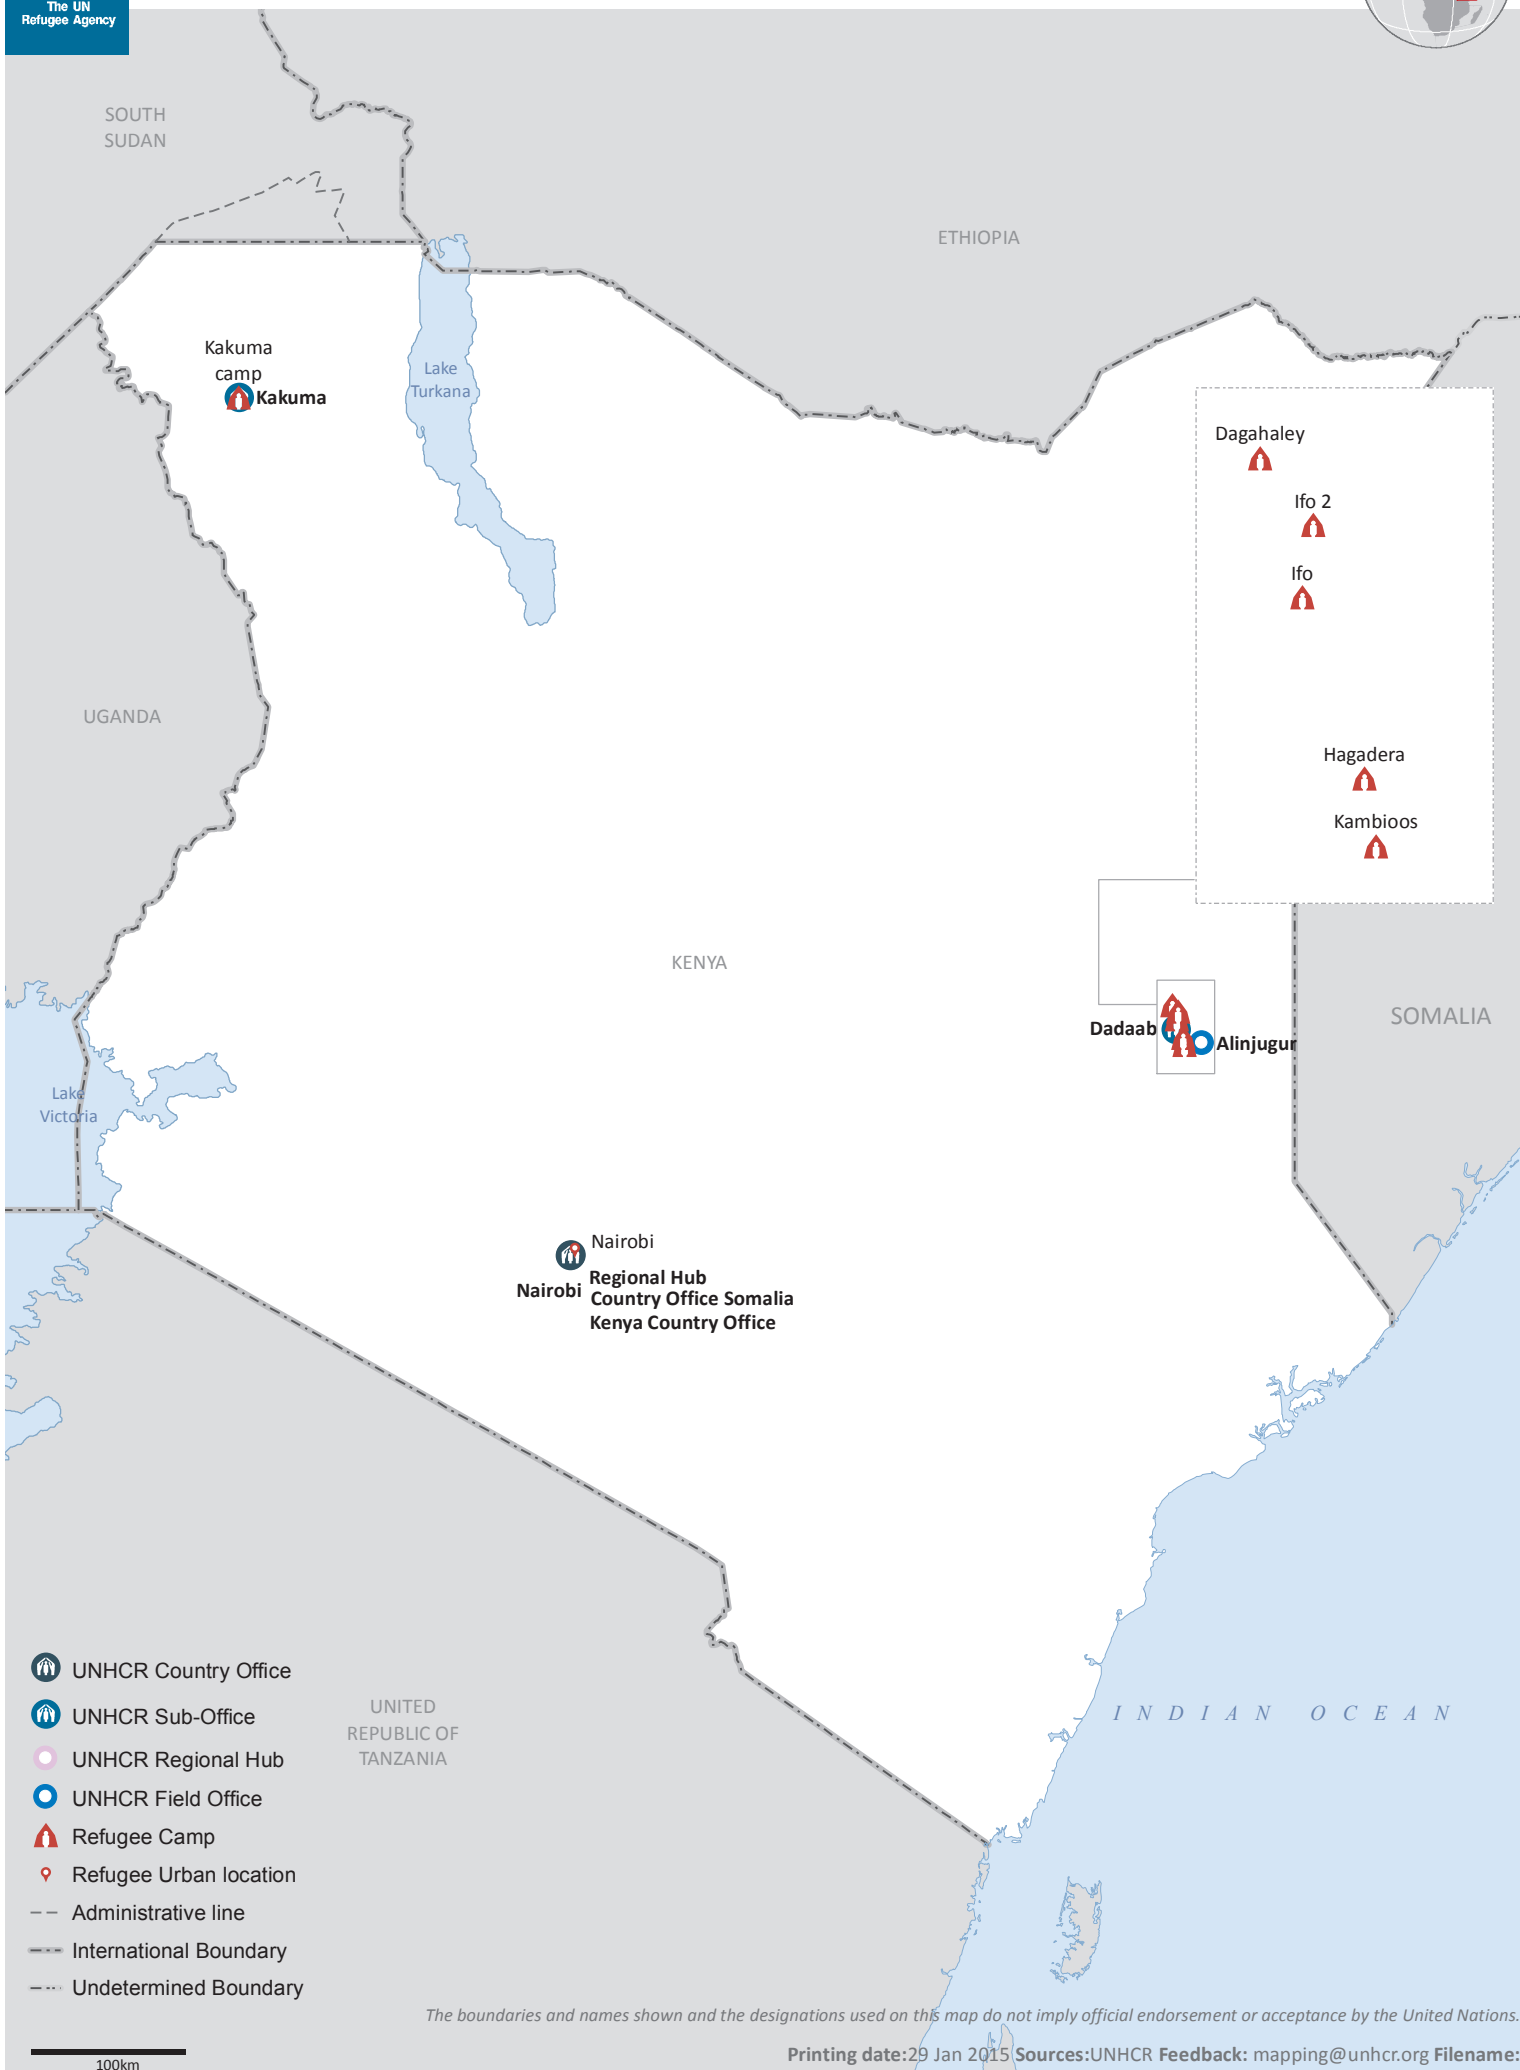 The UN
Refugee Agency
SOUTH
SUDAN
ETHIOPIA
Kakuma
camp
Kakuma
Lake
Turkana
Dagahaley
Ifo 2
Ifo
UGANDA
Hagadera
Kambioos
KENYA
SOMALIA
Dadaab
Alinjugur
Lake
Victoria
Nairobi
Nairobi
Regional Hub
Country Office Somalia
Kenya Country Office
UNHCR Country Office
UNHCR Sub-Office
UNHCR Regional Hub
UNHCR Field Office
Refugee Camp
Refugee Urban location
Administrative line
International Boundary
Undetermined Boundary
UNITED
REPUBLIC OF
TANZANIA
INDIAN OCEAN
The boundaries and names shown and the designations used on this map do not imply official endorsement or acceptance by the United Nations.
100km
Printing date:29 Jan 2015 Sources:UNHCR Feedback: mapping@unhcr.org Filename: